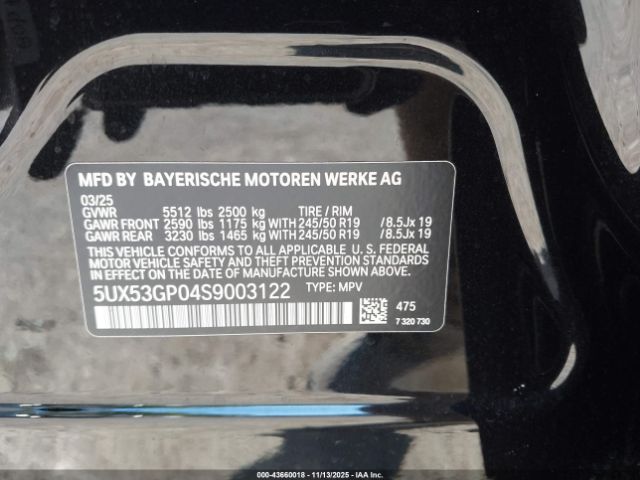 MFD BY BAYERISCHE MOTOREN WERKE AG
03/25
GVWR 5512 lbs 2500 kg TIRE / RIM
GAWR FRONT 2590 lbs 1175 kg WITH 245/50 R19 /8.5Jx 19
GAWR REAR 3230 lbs 1465 kg WITH 245/50 R19 /8.5Jx 19
THIS VEHICLE CONFORMS TO ALL APPLICABLE U. S. FEDERAL
MOTOR VEHICLE SAFETY AND THEFT PREVENTION STANDARDS IN
EFFECT ON THE DATE OF MANUFACTURE SHOWN ABOVE.
5UX53GP04S9003122 TYPE: MPV
475
7 320 730
000-43660018 | 11/13/2025 - IAAI.COM